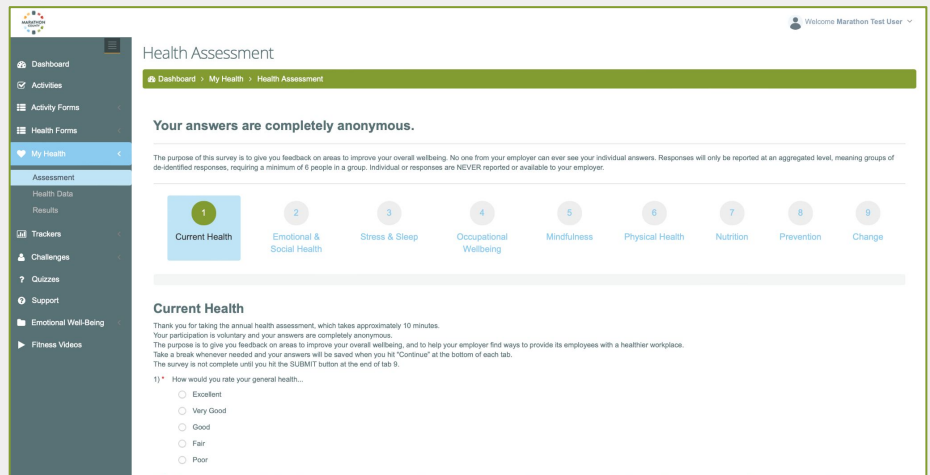 MARATHON
HEALTH
Welcome Marathon Test User
Dashboard
Activities
Activity Forms
Health Forms
My Health
Assessment
Health Data
Results
Trackers
Challenges
Quizzes
Support
Emotional Well-Being
Fitness Videos
Health Assessment
Dashboard > My Health > Health Assessment
Your answers are completely anonymous.
The purpose of this survey is to give you feedback on areas to improve your overall wellbeing. No one from your employer can ever see your individual answers. Responses will only be reported at an aggregated level, meaning groups of
de-identified responses, requiring a minimum of 6 people in a group. Individual or responses are NEVER reported or available to your employer.
1
Current Health
2
Emotional &
Social Health
3
Stress & Sleep
4
Occupational
Wellbeing
5
Mindfulness
6
Physical Health
7
Nutrition
8
Prevention
9
Change
Current Health
Thank you for taking the annual health assessment, which takes approximately 10 minutes.
Your participation is voluntary and your answers are completely anonymous.
The purpose is to give you feedback on areas to improve your overall wellbeing, and to help your employer find ways to provide its employees with a healthier workplace.
Take a break whenever needed and your answers will be saved when you hit "Continue" at the bottom of each tab.
The survey is not complete until you hit the SUBMIT button at the end of tab 9.
1) * How would you rate your general health...
Excellent
Very Good
Good
Fair
Poor